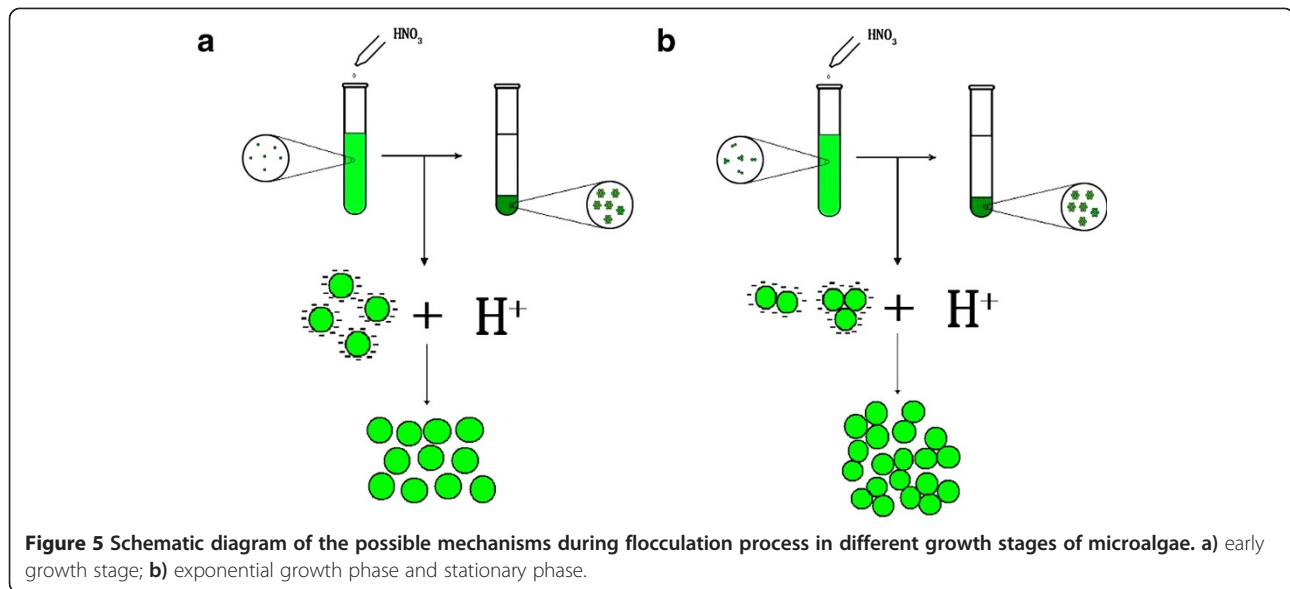 a
HNO₃
+ H⁺
b
HNO₃
+ H⁺
Figure 5 Schematic diagram of the possible mechanisms during flocculation process in different growth stages of microalgae. a) early
growth stage; b) exponential growth phase and stationary phase.